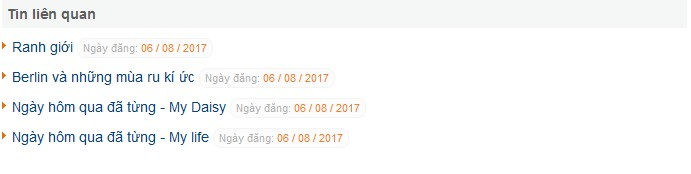 Tin liên quan
Ranh giới Ngày đăng: 06 / 08 / 2017
Berlin và những mùa ru kí ức Ngày đăng: 06 / 08 / 2017
Ngày hôm qua đã từng - My Daisy Ngày đăng: 06 / 08 / 2017
Ngày hôm qua đã từng - My life Ngày đăng: 06 / 08 / 2017